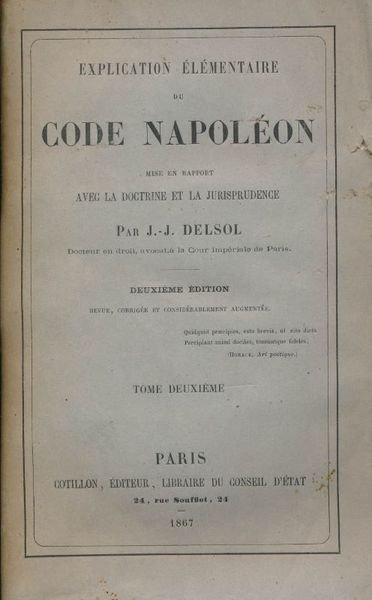 EXPLICATION ÉLÉMENTAIRE
DU
CODE NAPOLÉON
MISE EN RAPPORT
AVEC LA DOCTRINE ET LA JURISPRUDENCE
PAR J.-J. DELSOL
Docteur en droit, avocat à la Cour impériale de Paris.
DEUXIÈME ÉDITION
REVUE, CORRIGÉE ET CONSIDÉRABLEMENT AUGMENTÉE.
Quidquid præcipies, esto brevis, ut cito dicta
Percipiant animi dociles, teneantque fideles.
(HORACE, Art poétique.)
TOME DEUXIÈME
PARIS
COTILLON, ÉDITEUR, LIBRAIRE DU CONSEIL D'ÉTAT
24, rue Soufflot, 24
1867